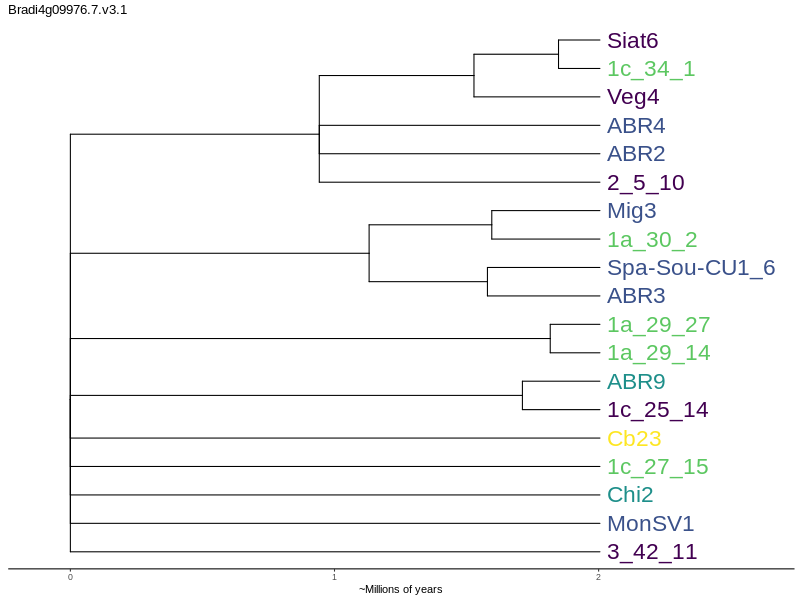 Bradi4g09976.7.v3.1
Siat6
1c_34_1
Veg4
ABR4
ABR2
2_5_10
Mig3
1a_30_2
Spa-Sou-CU1_6
ABR3
1a_29_27
1a_29_14
ABR9
1c_25_14
Cb23
1c_27_15
Chi2
MonSV1
3_42_11
0 1 2
~Millions of years